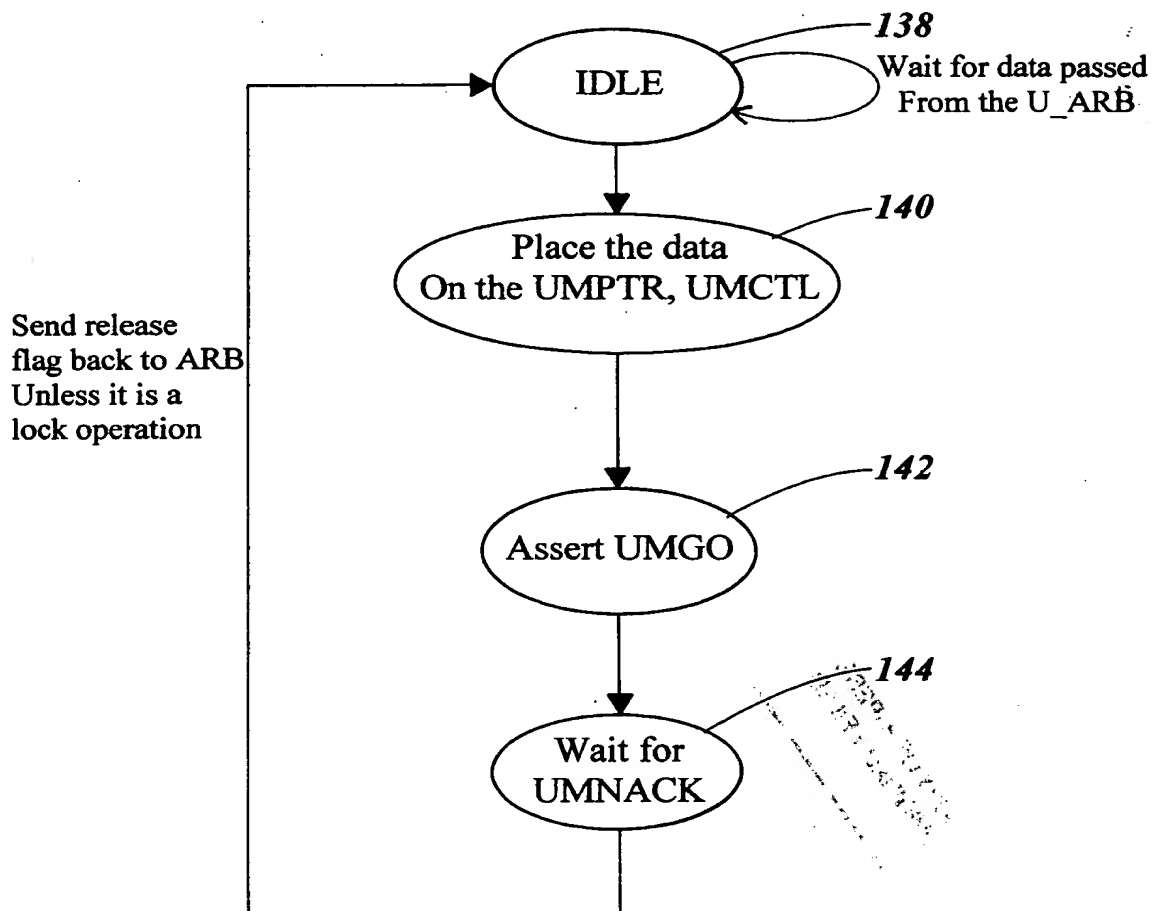 138
IDLE
Wait for data passed
From the U_ARB
140
Place the data
On the UMPTR, UMCTL
Send release
flag back to ARB
Unless it is a
lock operation
142
Assert UMGO
144
Wait for
UMNACK